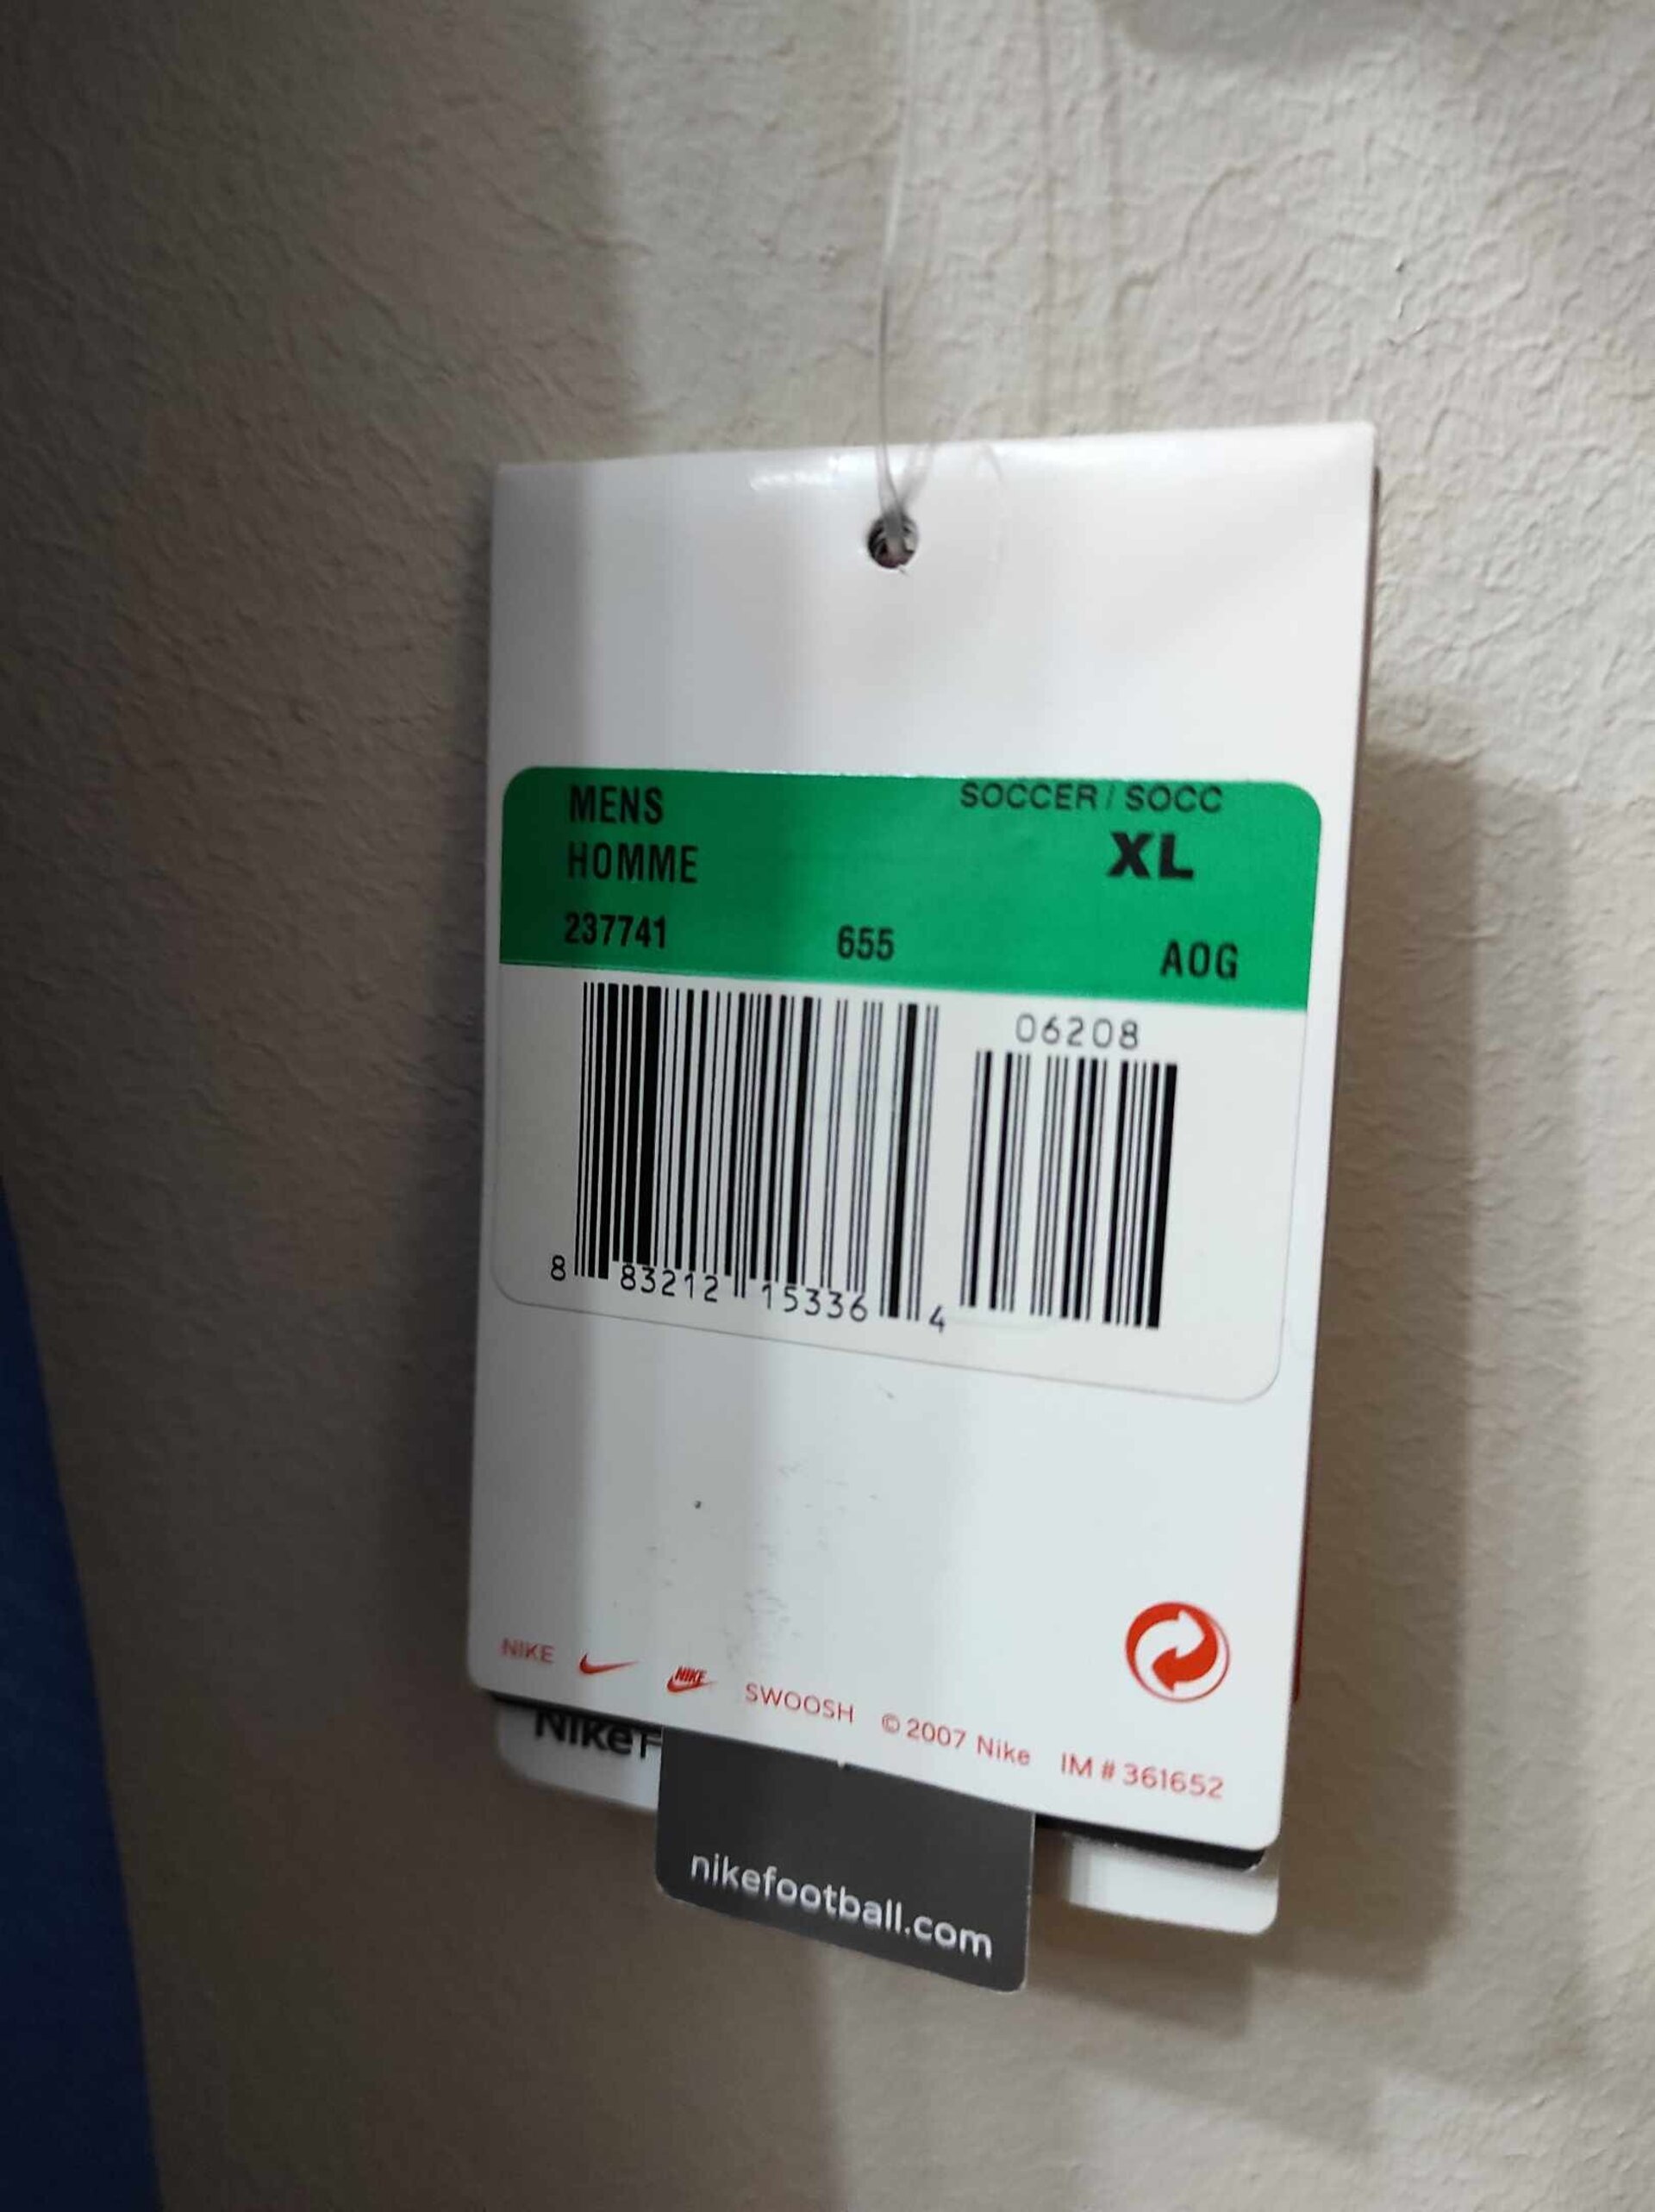 MENS
SOCCER / SOCC
HOMME
XL
237741 655 AOG
06208
8 83212 15336 4
NIKE NIKE SWOOSH © 2007 Nike IM # 361652
NikeF
nikefootball.com